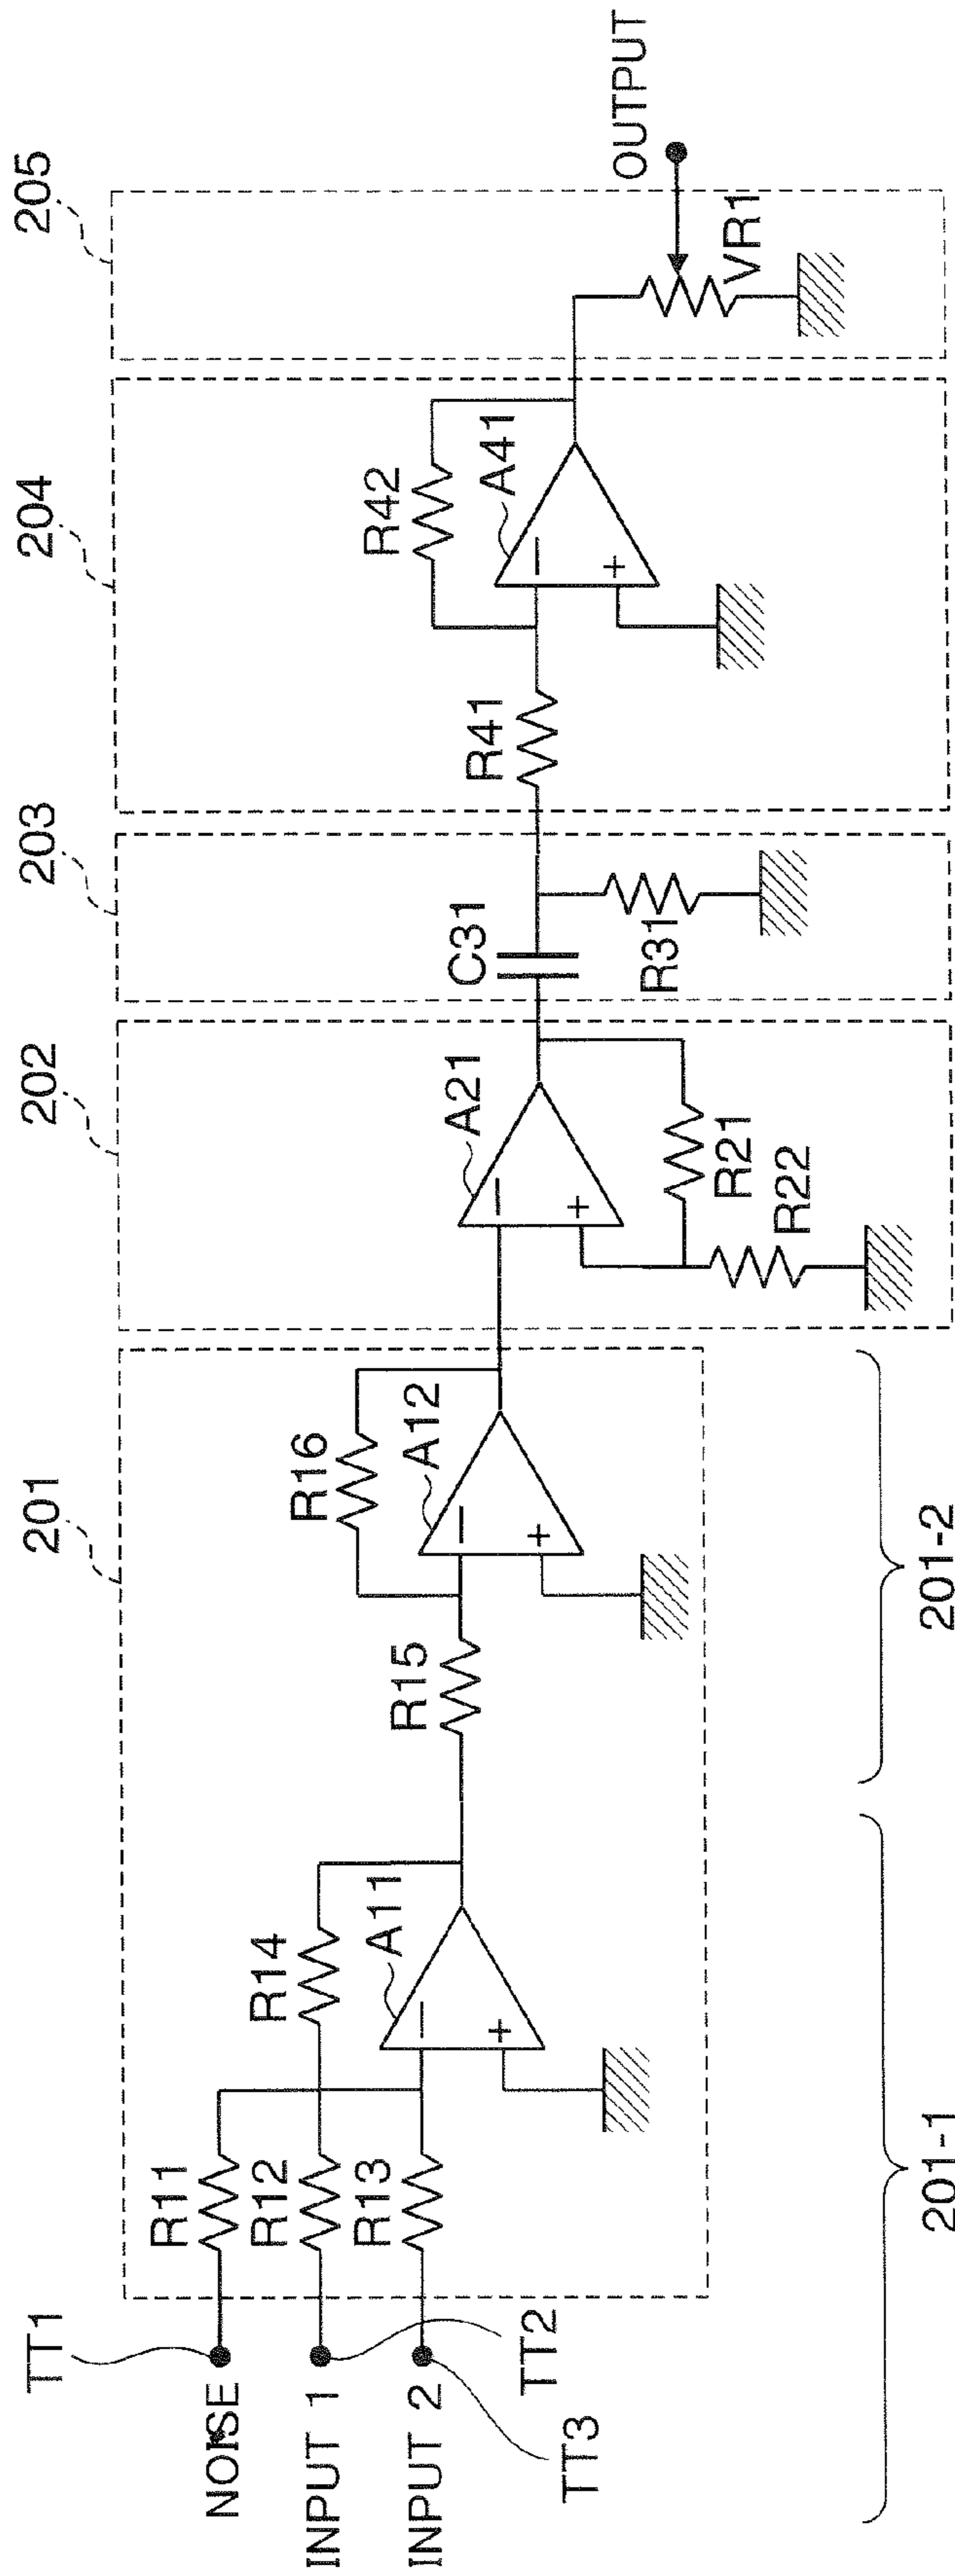 201
202
203
204
205
TT1
NOISE
INPUT 1
INPUT 2
TT2
TT3
R11
R12
R13
R14
A11
R15
R16
A12
A21
R21
R22
C31
R31
R41
R42
A41
VR1
OUTPUT
−
+
−
+
−
+
−
+
201-1
201-2